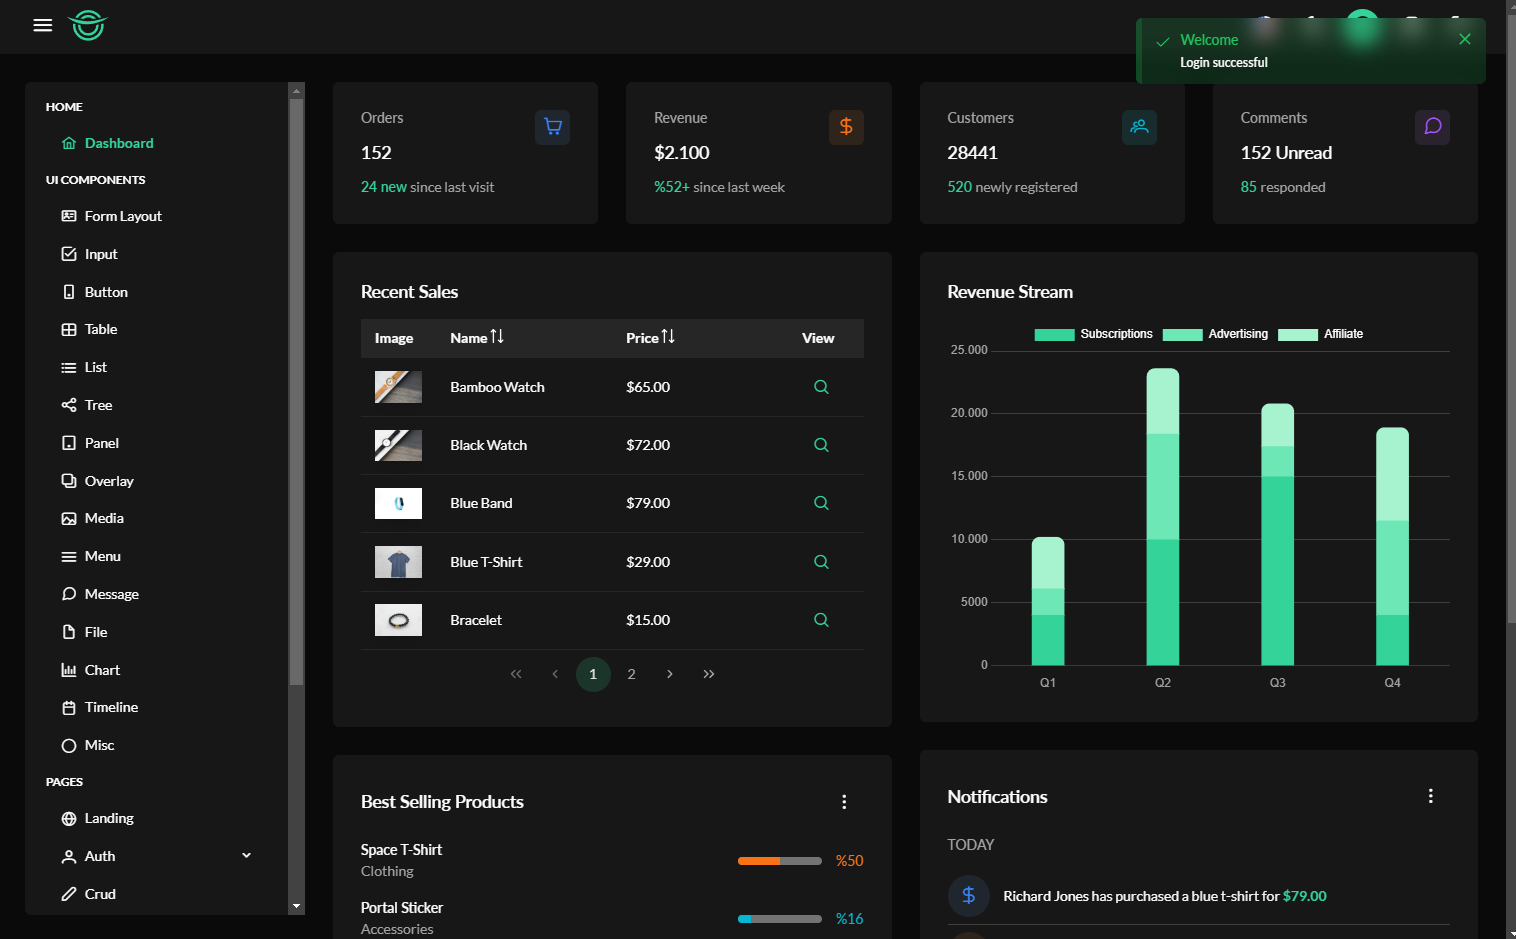 Welcome
Login successful
HOME
Dashboard
UI COMPONENTS
Form Layout
Input
Button
Table
List
Tree
Panel
Overlay
Media
Menu
Message
File
Chart
Timeline
Misc
PAGES
Landing
Auth
Crud
Orders
152
24 new since last visit
Revenue
$2.100
%52+ since last week
Customers
28441
520 newly registered
Comments
152 Unread
85 responded
Recent Sales
Image Name Price View
Bamboo Watch $65.00
Black Watch $72.00
Blue Band $79.00
Blue T-Shirt $29.00
Bracelet $15.00
1 2
Revenue Stream
Subscriptions Advertising Affiliate
25.000
20.000
15.000
10.000
5000
0
Q1 Q2 Q3 Q4
Best Selling Products
Space T-Shirt
Clothing
%50
Portal Sticker
Accessories
%16
Notifications
TODAY
Richard Jones has purchased a blue t-shirt for $79.00